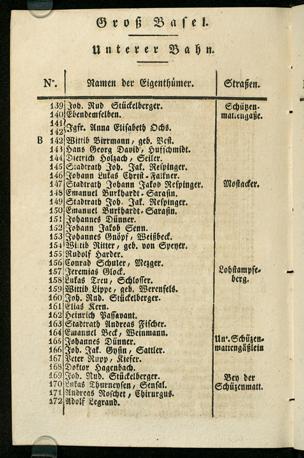 Groß Basel.
Unterer Bahn.
N°. Namen der Eigenthümer. Straßen.
139 Joh. Rud Stückelberger. Schützen-
140 Ebendemselben. mattengaße.
141
142 Jgfr. Anna Elisabeth Ochs.
B 142 Wittib Birrmann, geb. Vest.
143 Hans Georg David, Hufschmidt.
144 Dietrich Holzach, Seiler.
145 Stadtrath Joh. Jak. Respinger.
146 Johann Lukas Christ-Faltner.
147 Stadtrath Johann Jakob Respinger. Mostacker.
148 Emanuel Burkhardt-Sarasin.
149 Stadtrath Joh. Jak. Respinger.
150 Emanuel Burkhardt-Sarasin.
151 Johannes Dünner.
152 Johann Jakob Senn.
153 Johannes Gnöpf, Weißbeck.
154 Wittib Ritter, geb. von Speyer.
155 Rudolf Harder.
156 Conrad Schuler, Metzger.
157 Jeremias Glock. Lohstampfe-
158 Lukas Treu, Schlosser. berg.
159 Wittib Lippe, geb. Werenfels.
160 Joh. Rud. Stückelberger.
161 Elias Kern.
162 Heinrich Passavant.
163 Stadtrath Andreas Fischer.
164 Emanuel Beck, Weinmann.
165 Johannes Dünner. Unt. Schützen-
166 Joh. Jak. Gysin, Sattler. mattengäßlein
167 Peter Rupp, Kiefer.
168 Doktor Hagenbach.
169 Joh. Rud. Stückelberger. Bey der
170 Lukas Thurneysen, Sensal. Schützenmatt.
171 Andreas Roschet, Chirurgus.
172 Adolf Legrand.